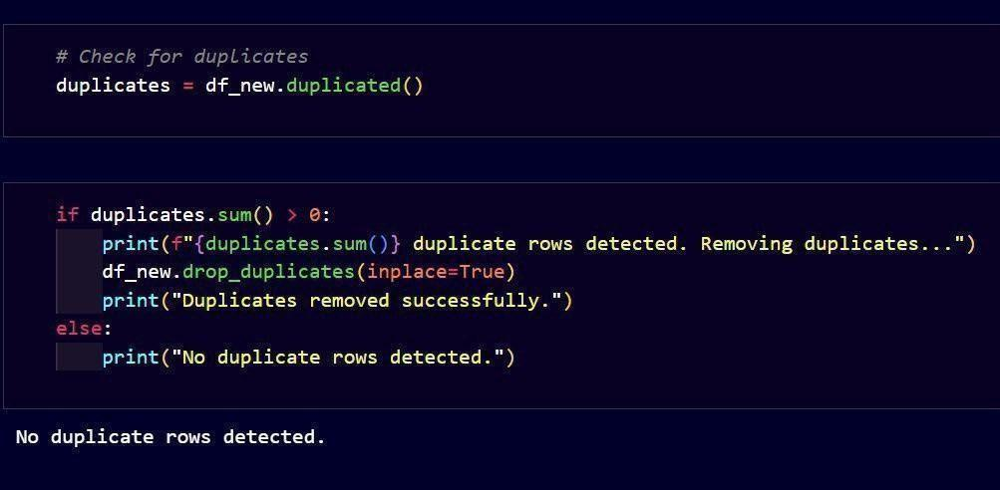 # Check for duplicates
duplicates = df_new.duplicated()
if duplicates.sum() > 0:
    print(f"{duplicates.sum()} duplicate rows detected. Removing duplicates...")
    df_new.drop_duplicates(inplace=True)
    print("Duplicates removed successfully.")
else:
    print("No duplicate rows detected.")
No duplicate rows detected.